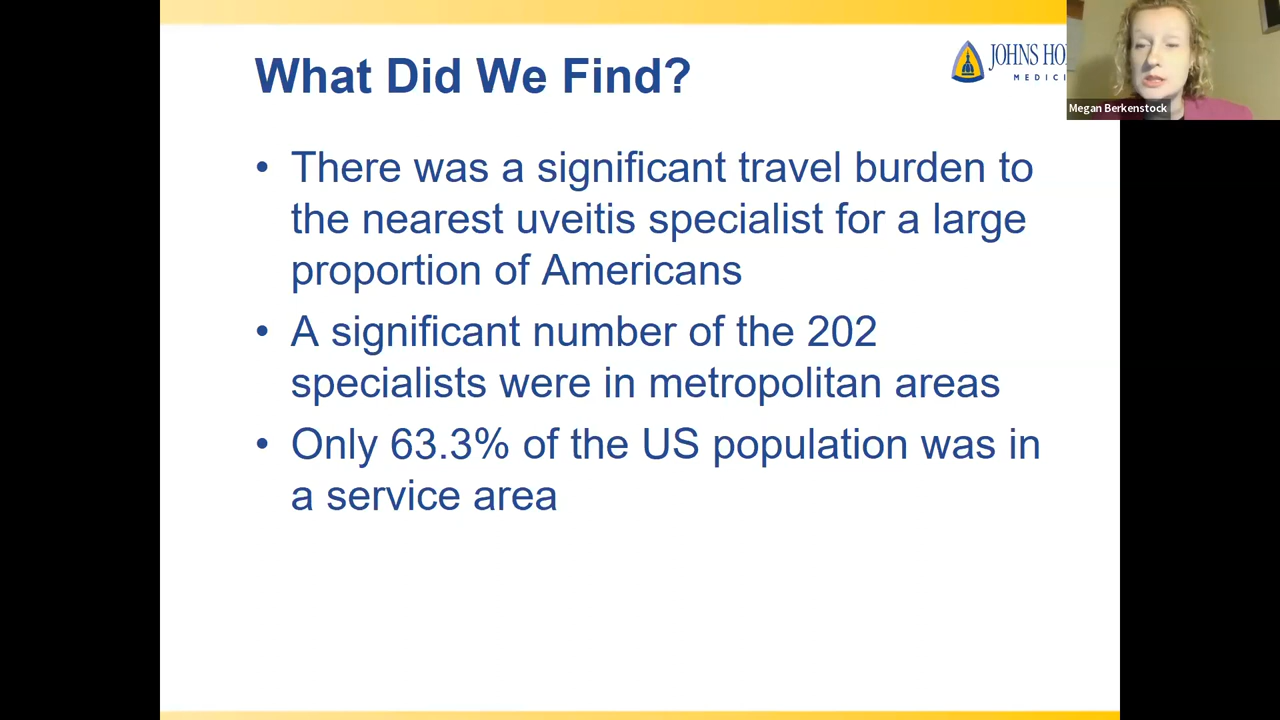 What Did We Find?
JOHNS
MEDICI
Megan Berkenstock
• There was a significant travel burden to
the nearest uveitis specialist for a large
proportion of Americans
• A significant number of the 202
specialists were in metropolitan areas
• Only 63.3% of the US population was in
a service area